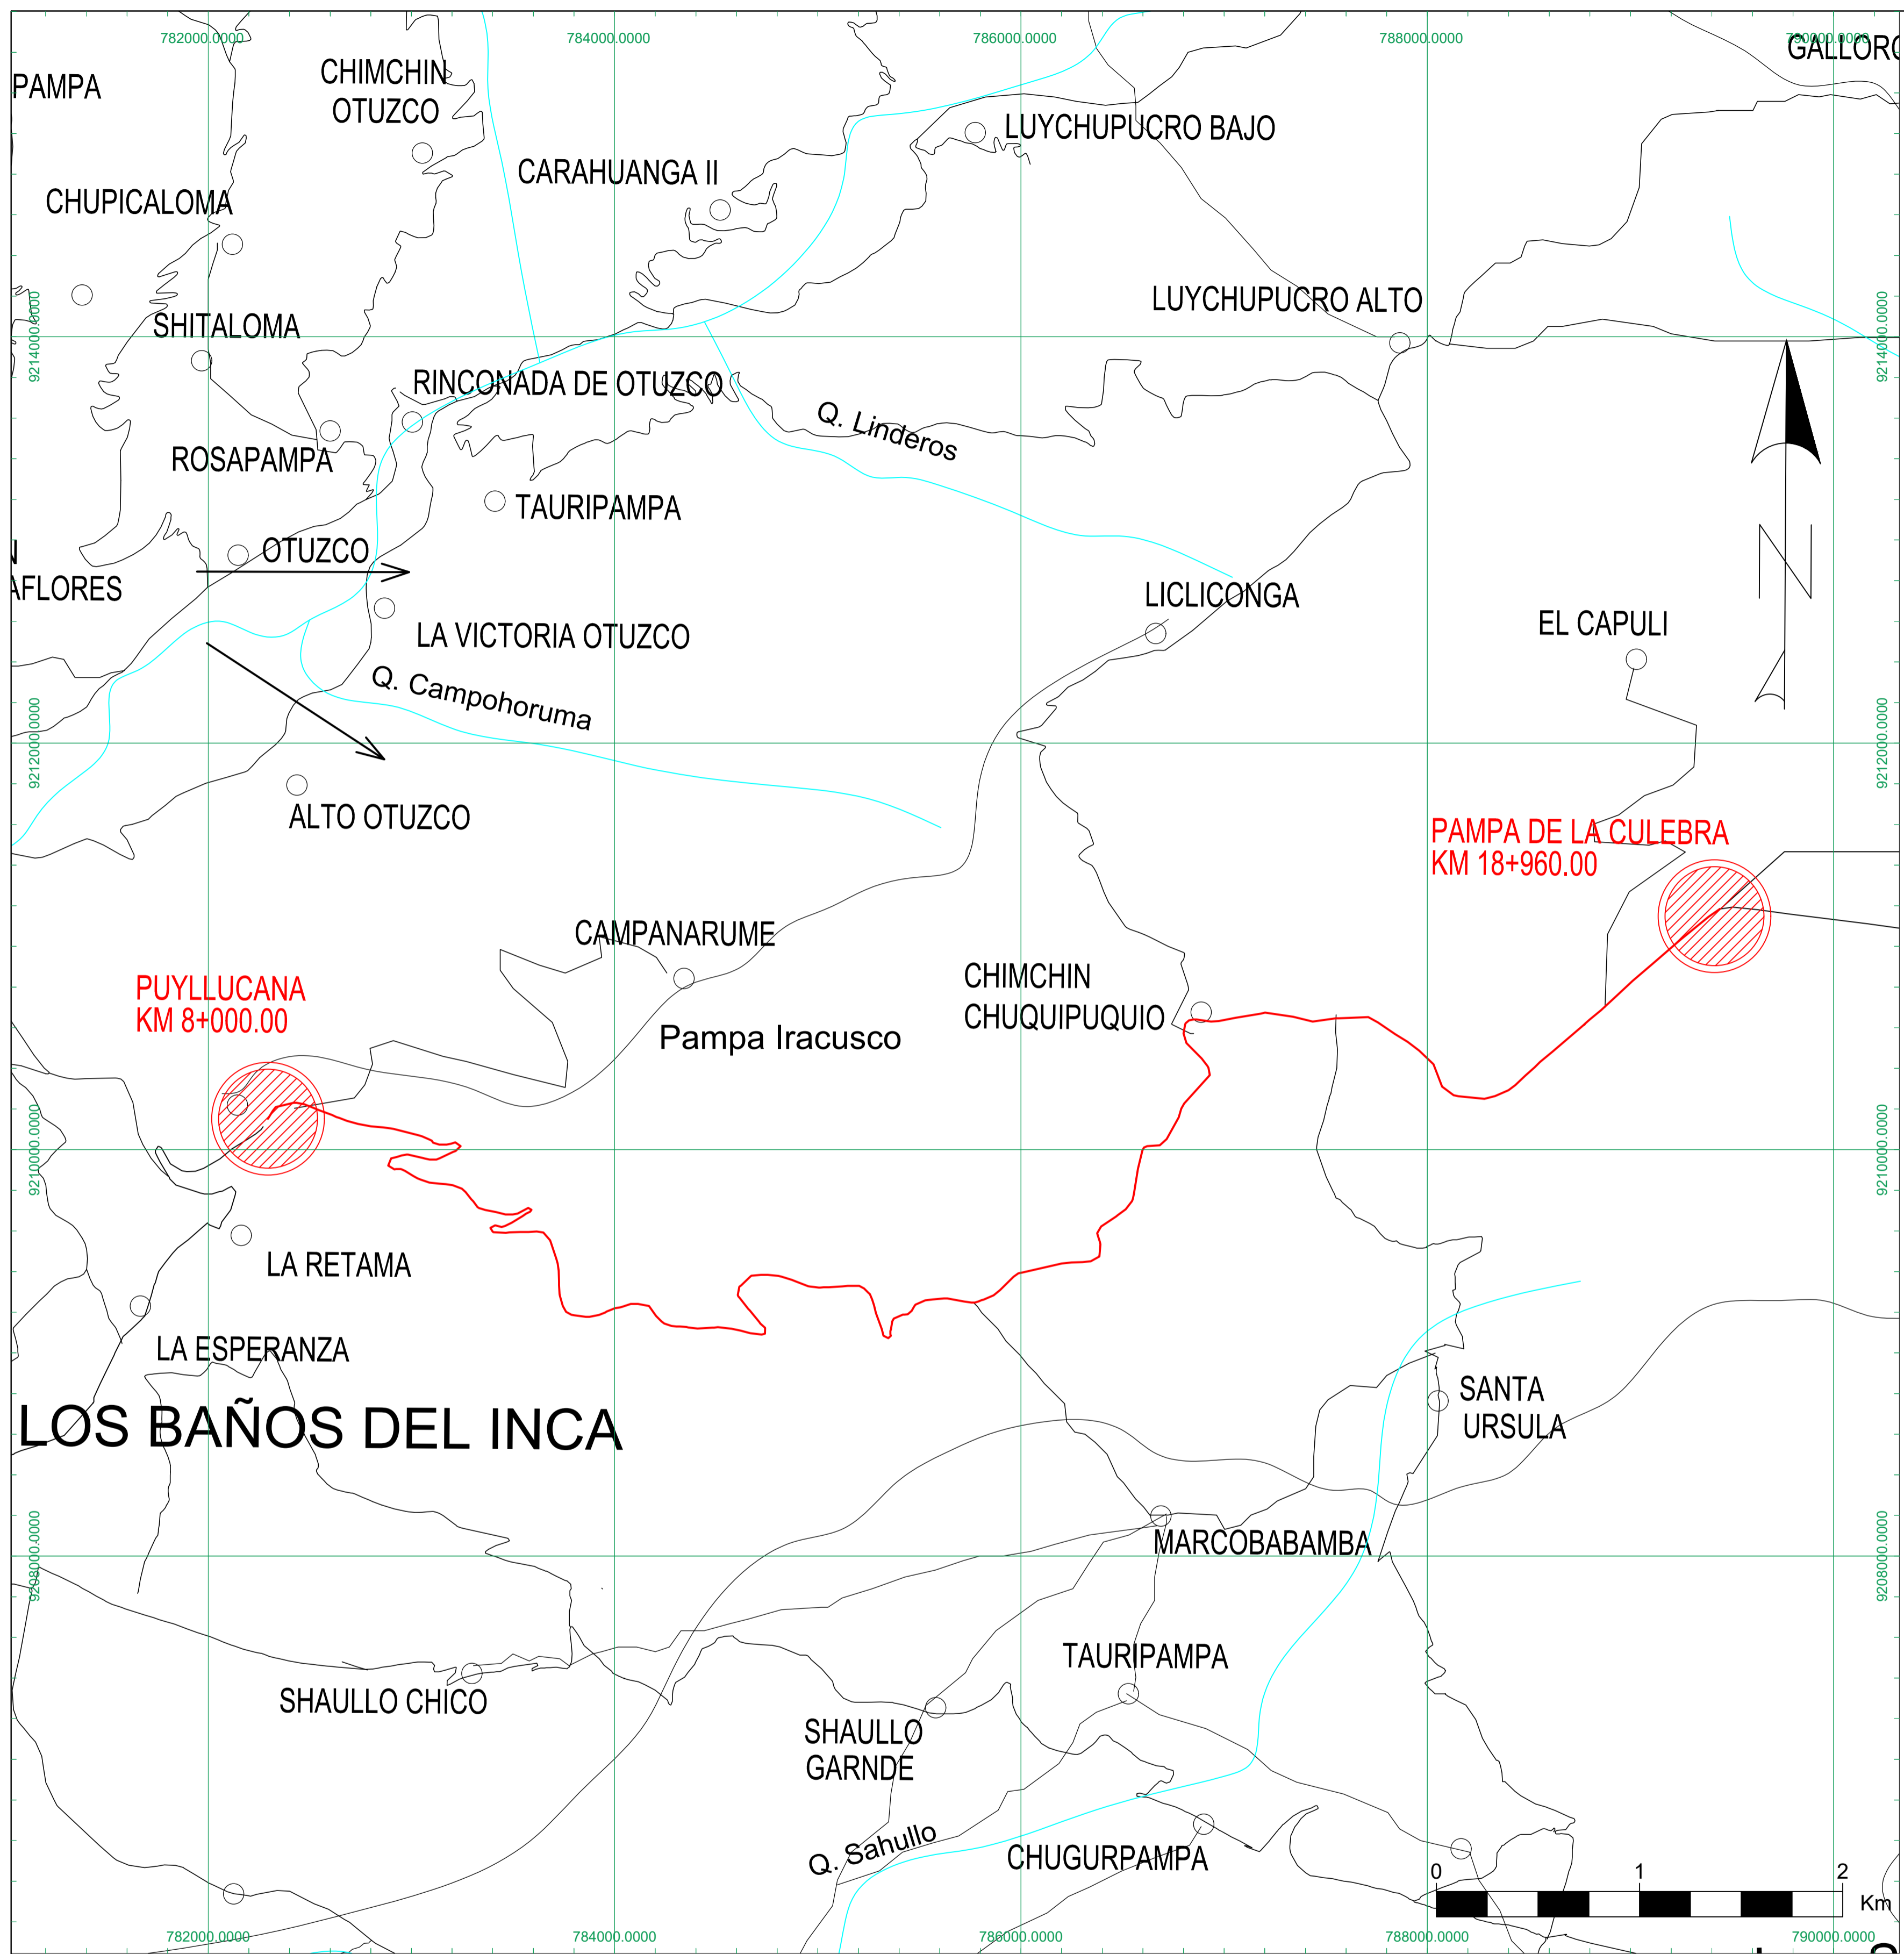 782000.0000
784000.0000
786000.0000
788000.0000
790000.0000
GALLOR
PAMPA
CHIMCHIN
OTUZCO
LUYCHUPUCRO BAJO
CARAHUANGA II
CHUPICALOMA
LUYCHUPUCRO ALTO
SHITALOMA
9214000.0000
9214000.0000
RINCONADA DE OTUZCO
Q. Linderos
ROSAPAMPA
TAURIPAMPA
OTUZCO
N
AFLORES
N
LICLICONGA
EL CAPULI
LA VICTORIA OTUZCO
Q. Campohoruma
9212000.0000
9212000.0000
ALTO OTUZCO
PAMPA DE LA CULEBRA
KM 18+960.00
CAMPANARUME
CHIMCHIN
CHUQUIPUQUIO
PUYLLUCANA
KM 8+000.00
Pampa Iracusco
9210000.0000
9210000.0000
LA RETAMA
LA ESPERANZA
LOS BAÑOS DEL INCA
SANTA
URSULA
MARCOBABAMBA
9208000.0000
9208000.0000
TAURIPAMPA
SHAULLO CHICO
SHAULLO
GARNDE
Q. Sahullo
CHUGURPAMPA
0 1 2
Km
782000.0000
784000.0000
786000.0000
788000.0000
790000.0000